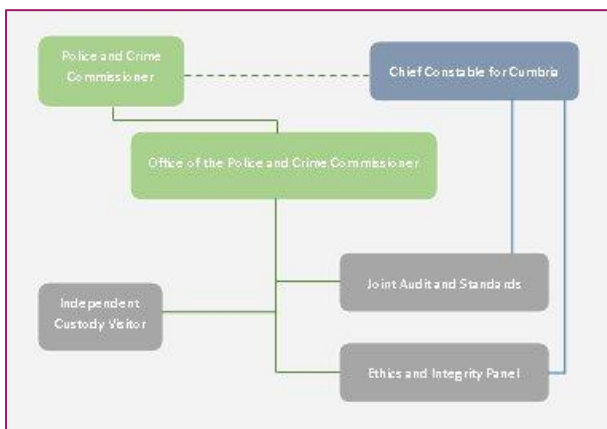 Police and Crime
Commissioner
Chief Constable for Cumbria
Office of the Police and Crime Commissioner
Joint Audit and Standards
Independent
Custody Visitor
Ethics and Integrity Panel